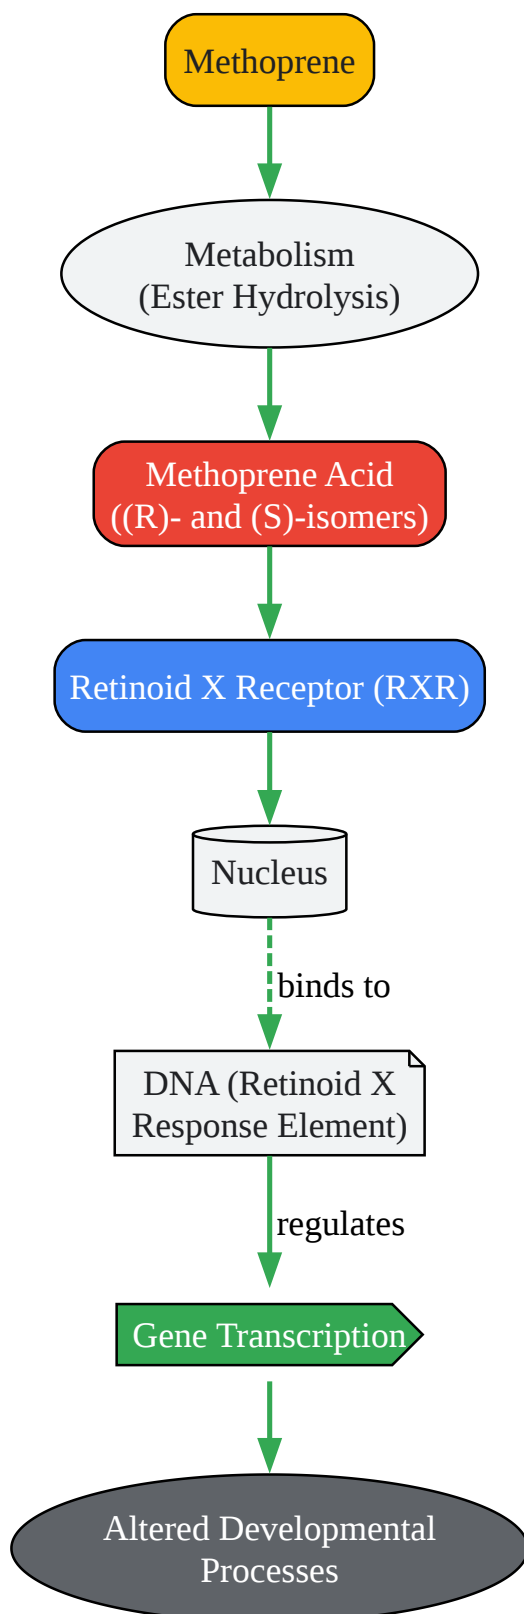 Methoprene
Metabolism
(Ester Hydrolysis)
Methoprene Acid
((R)- and (S)-isomers)
Retinoid X Receptor (RXR)
Nucleus
binds to
DNA (Retinoid X
Response Element)
regulates
Gene Transcription
Altered Developmental
Processes